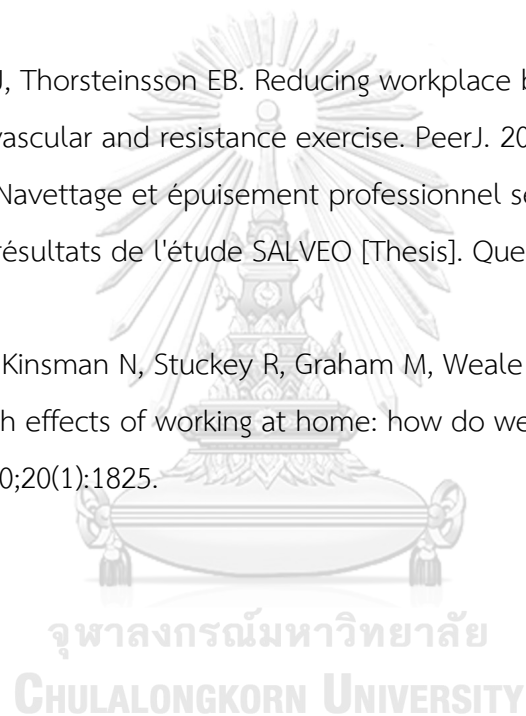 J, Thorsteinsson EB. Reducing workplace b
vascular and resistance exercise. PeerJ. 20
Navettage et épuisement professionnel se
résultats de l'étude SALVEO [Thesis]. Que
Kinsman N, Stuckey R, Graham M, Weale
h effects of working at home: how do we
0;20(1):1825.
จุฬาลงกรณ์มหาวิทยาลัย
CHULALONGKORN UNIVERSITY